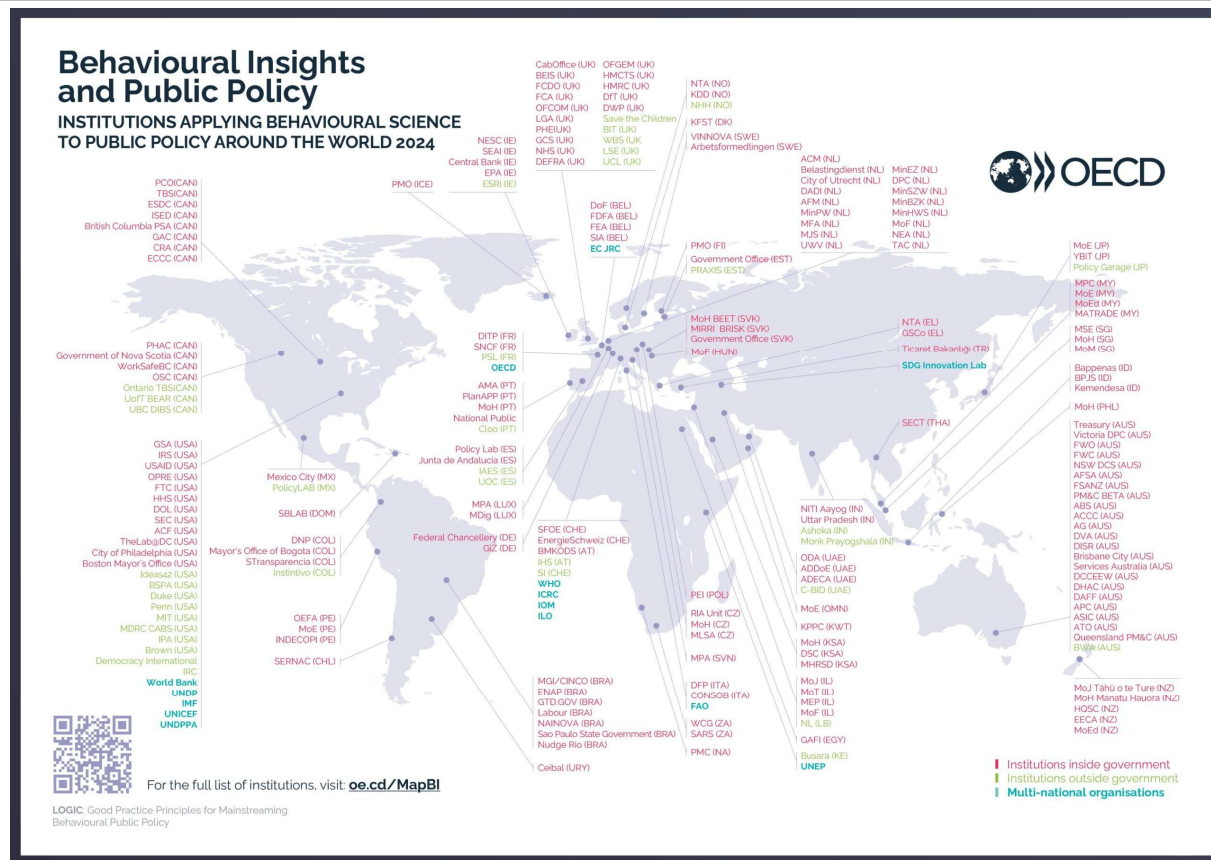 Behavioural Insights
and Public Policy
INSTITUTIONS APPLYING BEHAVIOURAL SCIENCE
TO PUBLIC POLICY AROUND THE WORLD 2024
OECD
PCO(CAN)
TBS(CAN)
ESDC (CAN)
ISED (CAN)
British Columbia PSA (CAN)
GAC (CAN)
CRA (CAN)
ECCC (CAN)
PMO (ICE)
NESC (IE)
SEAI (IE)
Central Bank (IE)
EPA (IE)
ESRI (IE)
CabOffice (UK)
BEIS (UK)
FCDO (UK)
FCA (UK)
OFCOM (UK)
LGA (UK)
PHE(UK)
GCS (UK)
NHS (UK)
DEFRA (UK)
OFGEM (UK)
HMCTS (UK)
HMRC (UK)
DfT (UK)
DWP (UK)
Save the Children
BIT (UK)
WBS (UK
LSE (UK)
UCL (UK)
NTA (NO)
KDD (NO)
NHH (NO)
KFST (DK)
VINNOVA (SWE)
Arbetsformedlingen (SWE)
DoF (BEL)
FDFA (BEL)
FEA (BEL)
SIA (BEL)
EC JRC
ACM (NL)
Belastingdienst (NL)
City of Utrecht (NL)
DADI (NL)
AFM (NL)
MinPW (NL)
MFA (NL)
MJS (NL)
UWV (NL)
MinEZ (NL)
DPC (NL)
MinSZW (NL)
MinBZK (NL)
MinHWS (NL)
MoF (NL)
NEA (NL)
TAC (NL)
PMO (FI)
Government Office (EST)
PRAXIS (EST)
MoE (JP)
YBiT (JP)
Policy Garage (JP)
MPC (MY)
MoE (MY)
MoEd (MY)
MATRADE (MY)
MSE (SG)
MoH (SG)
MoM (SG)
Bappenas (ID)
BPJS (ID)
Kemendesa (ID)
MoH (PHL)
PHAC (CAN)
Government of Nova Scotia (CAN)
WorkSafeBC (CAN)
OSC (CAN)
Ontario TBS(CAN)
UofT BEAR (CAN)
UBC DIBS (CAN)
DITP (FR)
SNCF (FR)
PSL (FR)
OECD
AMA (PT)
PlanAPP (PT)
MoH (PT)
National Public
Cloo (PT)
Policy Lab (ES)
Junta de Andalucia (ES)
IAES (ES)
UOC (ES)
MPA (LUX)
MDig (LUX)
Federal Chancellery (DE)
GIZ (DE)
MoH BEET (SVK)
MIRRI BRISK (SVK)
Government Office (SVK)
MoF (HUN)
NTA (EL)
GSCo (EL)
Ticaret Bakanlığı (TR)
SDG Innovation Lab
SECT (THA)
GSA (USA)
IRS (USA)
USAID (USA)
OPRE (USA)
FTC (USA)
HHS (USA)
DOL (USA)
SEC (USA)
ACF (USA)
TheLab@DC (USA)
City of Philadelphia (USA)
Boston Mayor's Office (USA)
Ideas42 (USA)
BSPA (USA)
Duke (USA)
Penn (USA)
MIT (USA)
MDRC CABS (USA)
IPA (USA)
Brown (USA)
Democracy International
IRC
World Bank
UNDP
IMF
UNICEF
UNDPPA
Mexico City (MX)
PolicyLAB (MX)
SBLAB (DOM)
DNP (COL)
Mayor's Office of Bogota (COL)
STransparencia (COL)
Instintivo (COL)
OEFA (PE)
MoE (PE)
INDECOPI (PE)
SERNAC (CHL)
SFOE (CHE)
EnergieSchweiz (CHE)
BMKÖDS (AT)
IHS (AT)
SI (CHE)
WHO
ICRC
IOM
ILO
MGI/CINCO (BRA)
ENAP (BRA)
GTD.GOV (BRA)
Labour (BRA)
NAINOVA (BRA)
Sao Paulo State Government (BRA)
Nudge Rio (BRA)
Ceibal (URY)
PEI (POL)
RIA Unit (CZ)
MoH (CZ)
MLSA (CZ)
MPA (SVN)
DFP (ITA)
CONSOB (ITA)
FAO
WCG (ZA)
SARS (ZA)
PMC (NA)
NITI Aayog (IN)
Uttar Pradesh (IN)
Ashoka (IN)
Monk Prayogshala (IN)
ODA (UAE)
ADDoE (UAE)
ADECA (UAE)
C-BID (UAE)
MoE (OMN)
KPPC (KWT)
MoH (KSA)
DSC (KSA)
MHRSD (KSA)
MoJ (IL)
MoT (IL)
MEP (IL)
MoF (IL)
NL (LB)
GAFI (EGY)
Busara (KE)
UNEP
Treasury (AUS)
Victoria DPC (AUS)
FWO (AUS)
FWC (AUS)
NSW DCS (AUS)
AFSA (AUS)
FSANZ (AUS)
PM&C BETA (AUS)
ABS (AUS)
ACCC (AUS)
AG (AUS)
DVA (AUS)
DISR (AUS)
Brisbane City (AUS)
Services Australia (AUS)
DCCEEW (AUS)
DHAC (AUS)
DAFF (AUS)
APC (AUS)
ASIC (AUS)
ATO (AUS)
Queensland PM&C (AUS)
BWA (AUS)
MoJ Tāhū o te Ture (NZ)
MoH Manatu Hauora (NZ)
HQSC (NZ)
EECA (NZ)
MoEd (NZ)
Institutions inside government
Institutions outside government
Multi-national organisations
For the full list of institutions, visit: oe.cd/MapBI
LOGIC: Good Practice Principles for Mainstreaming
Behavioural Public Policy